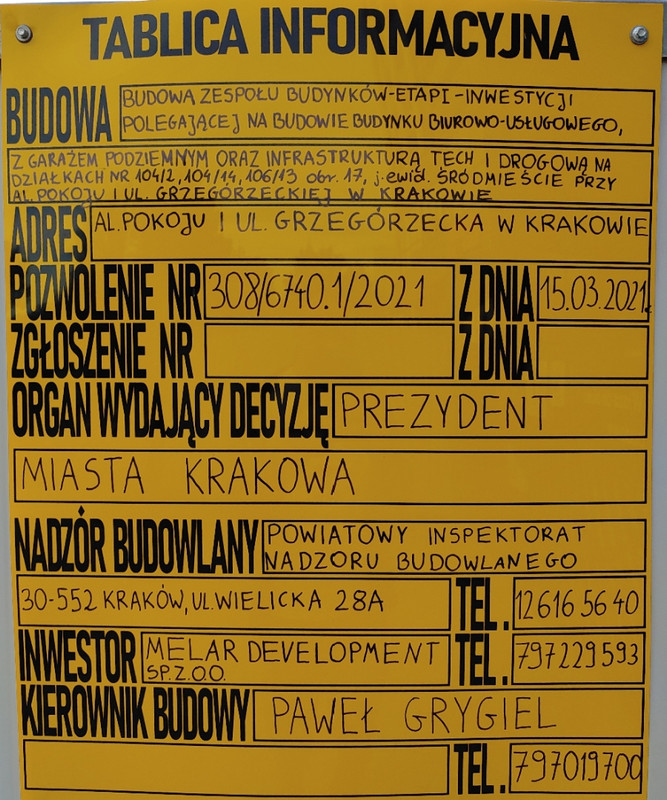 TABLICA INFORMACYJNA
BUDOWA BUDOWA ZESPOŁU BUDYNKÓW-ETAP I-INWESTYCJI
POLEGAJĄCEJ NA BUDOWIE BUDYNKU BIUROWO-USŁUGOWEGO,
Z GARAŻEM PODZIEMNYM ORAZ INFRASTRUKTURĄ TECH I DROGOWĄ NA
DZIAŁKACH NR 104/2, 104/14, 106/13 obr. 17, j.ewid. ŚRÓDMIEŚCIE PRZY
AL. POKOJU I UL. GRZEGÓRZECKIEJ W KRAKOWIE
ADRES AL. POKOJU I UL. GRZEGÓRZECKA W KRAKOWIE
POZWOLENIE NR 308/6740.1/2021 Z DNIA 15.03.2021r.
ZGŁOSZENIE NR Z DNIA
ORGAN WYDAJĄCY DECYZJĘ PREZYDENT
MIASTA KRAKOWA
NADZÓR BUDOWLANY POWIATOWY INSPEKTORAT
NADZORU BUDOWLANEGO
30-552 KRAKÓW, UL. WIELICKA 28A TEL. 12 616 56 40
INWESTOR MELAR DEVELOPMENT TEL. 797229593
SP. Z.O.O.
KIEROWNIK BUDOWY PAWEŁ GRYGIEL
TEL. 797019700